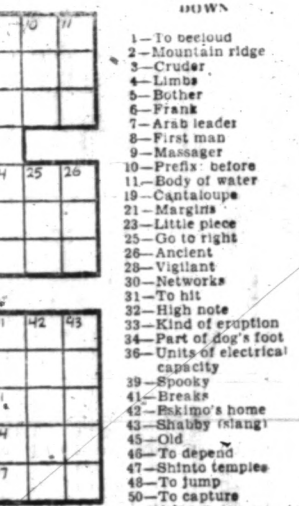 10 11
DOWN
1—To becloud
2—Mountain ridge
3—Cruder
4—Limbs
5—Bother
6—Frank
7—Arab leader
8—First man
9—Massager
10—Prefix: before
11—Body of water
19—Cantaloupe
21—Margins
23—Little piece
25—Go to right
26—Ancient
28—Vigilant
30—Networks
31—To hit
32—High note
33—Kind of eruption
34—Part of dog's foot
36—Units of electrical
capacity
39—Spooky
41—Breaks
42—Eskimo's home
43—Shabby (slang)
45—Old
46—To depend
47—Shinto temples
48—To jump
50—To capture
4 25 26
1 42 43
4
7